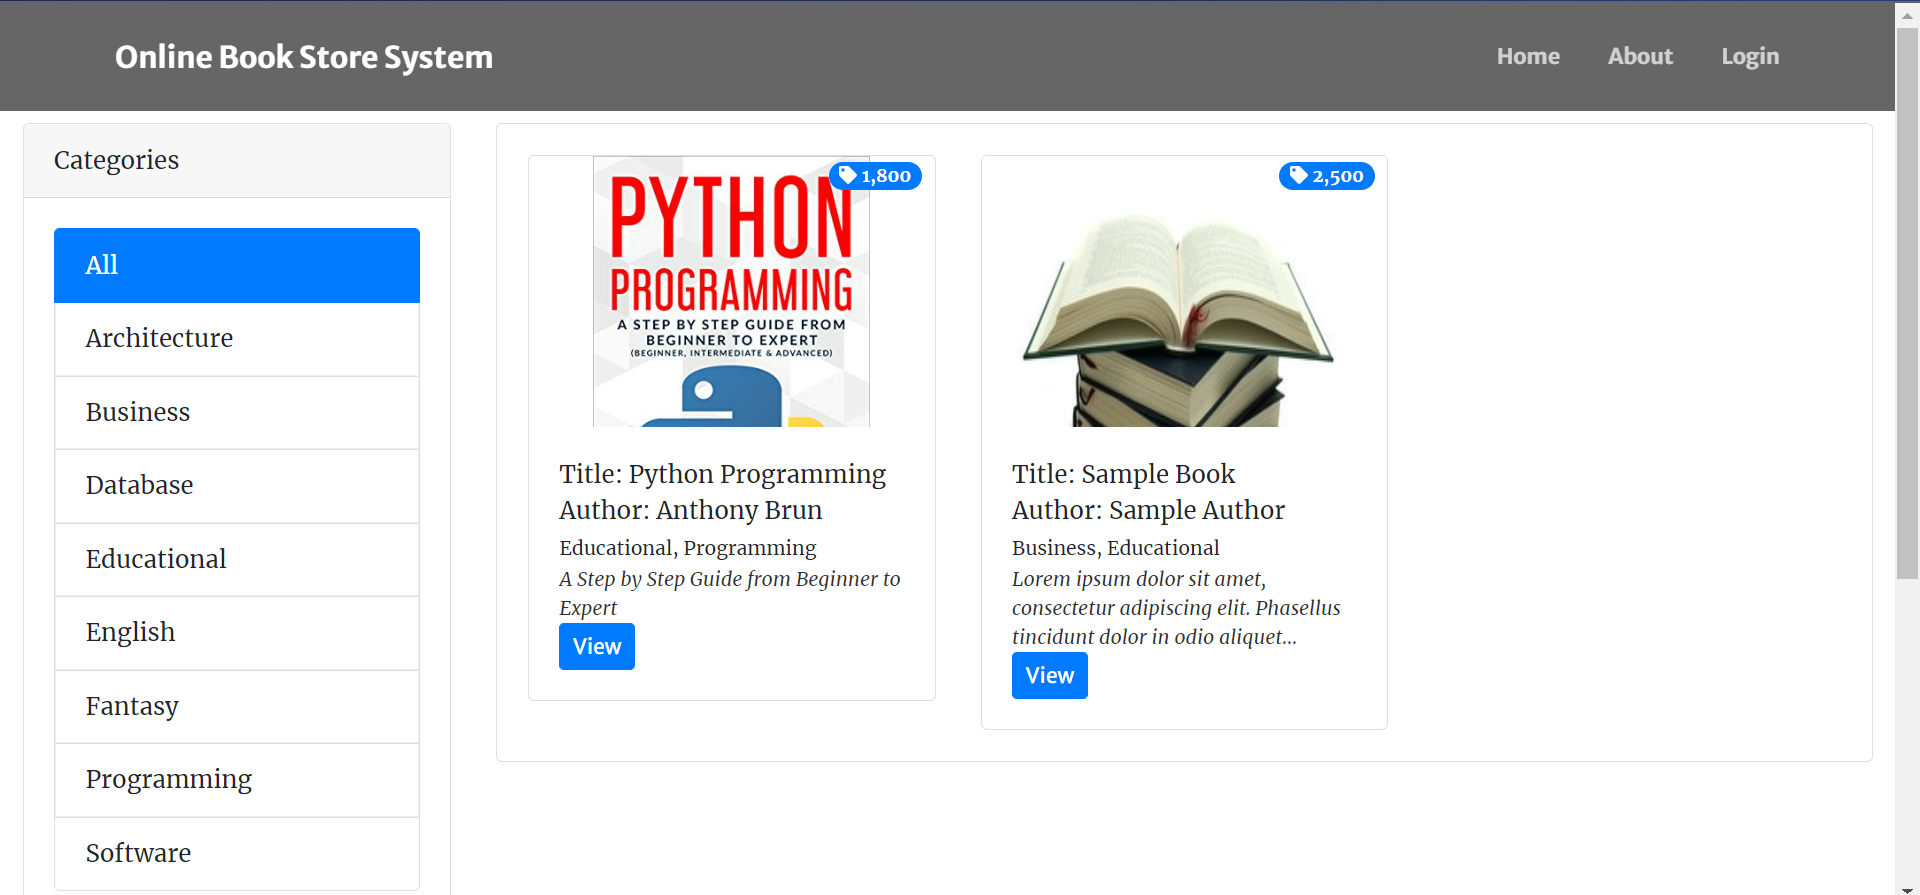 Online Book Store System
Home
About
Login
Categories
All
Architecture
Business
Database
Educational
English
Fantasy
Programming
Software
1,800
PYTHON
PROGRAMMING
A STEP BY STEP GUIDE FROM
BEGINNER TO EXPERT
(BEGINNER, INTERMEDIATE & ADVANCED)
Title: Python Programming
Author: Anthony Brun
Educational, Programming
A Step by Step Guide from Beginner to
Expert
View
2,500
Title: Sample Book
Author: Sample Author
Business, Educational
Lorem ipsum dolor sit amet,
consectetur adipiscing elit. Phasellus
tincidunt dolor in odio aliquet...
View